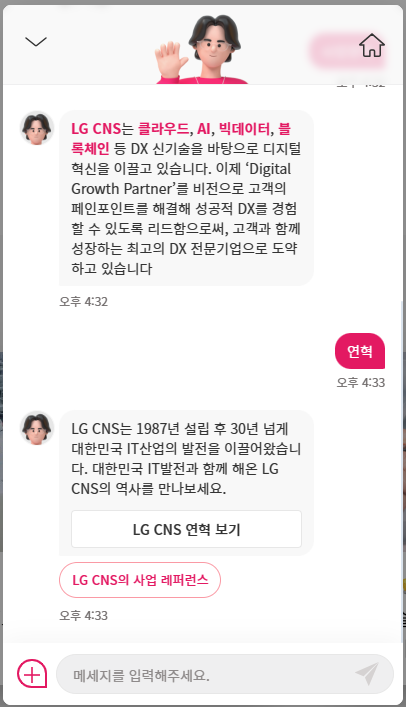 LG CNS는 클라우드, AI, 빅데이터, 블
록체인 등 DX 신기술을 바탕으로 디지털
혁신을 이끌고 있습니다. 이제 ‘Digital
Growth Partner’를 비전으로 고객의
페인포인트를 해결해 성공적 DX를 경험
할 수 있도록 리드함으로써, 고객과 함께
성장하는 최고의 DX 전문기업으로 도약
하고 있습니다
오후 4:32
연혁
오후 4:33
LG CNS는 1987년 설립 후 30년 넘게
대한민국 IT산업의 발전을 이끌어왔습니
다. 대한민국 IT발전과 함께 해온 LG
CNS의 역사를 만나보세요.
LG CNS 연혁 보기
LG CNS의 사업 레퍼런스
오후 4:33
메세지를 입력해주세요.